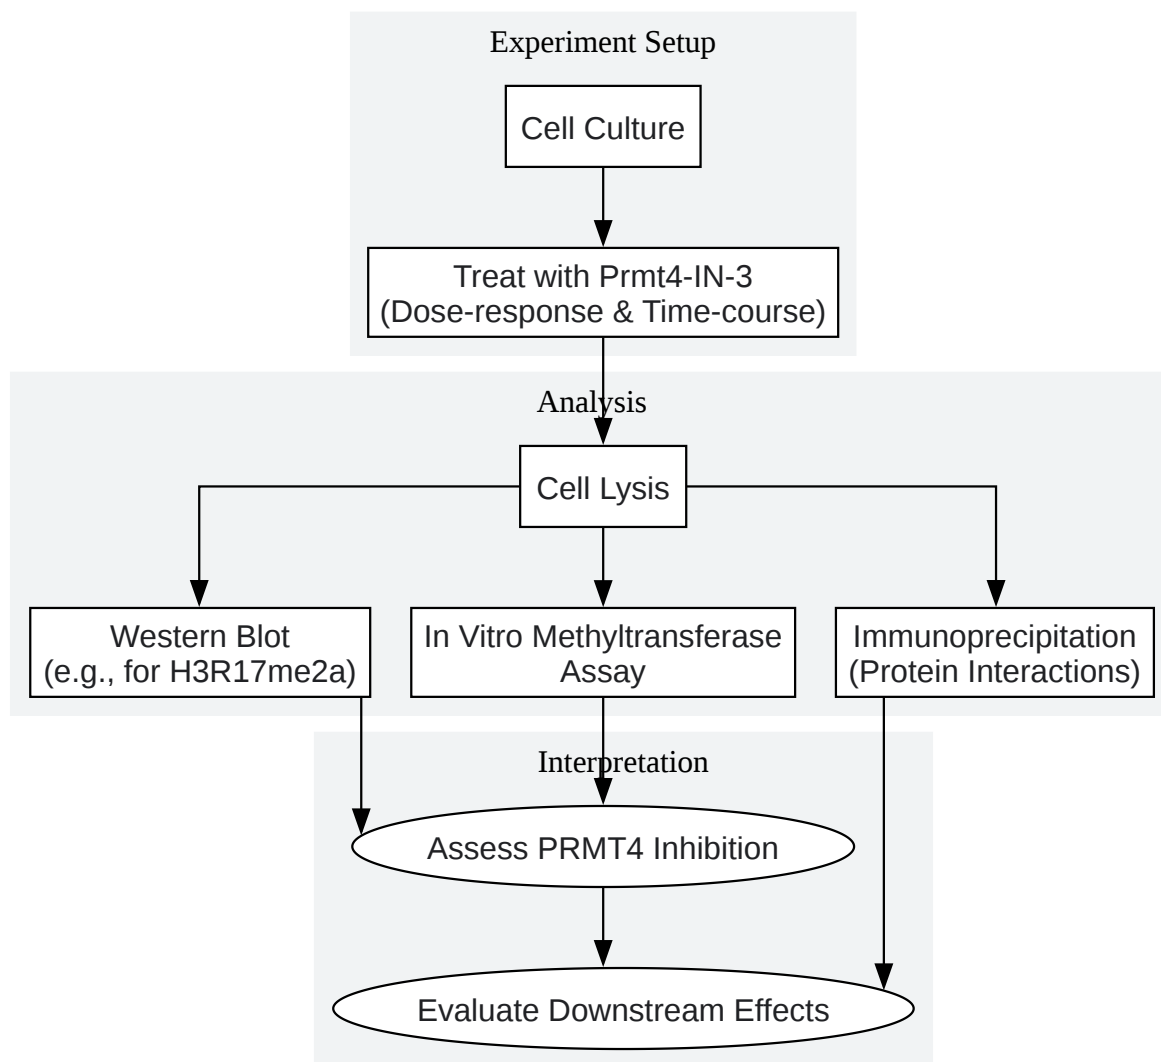 Experiment Setup
Cell Culture
Treat with Prmt4-IN-3
(Dose-response & Time-course)
Analysis
Cell Lysis
Western Blot
(e.g., for H3R17me2a)
In Vitro Methyltransferase
Assay
Immunoprecipitation
(Protein Interactions)
Interpretation
Assess PRMT4 Inhibition
Evaluate Downstream Effects